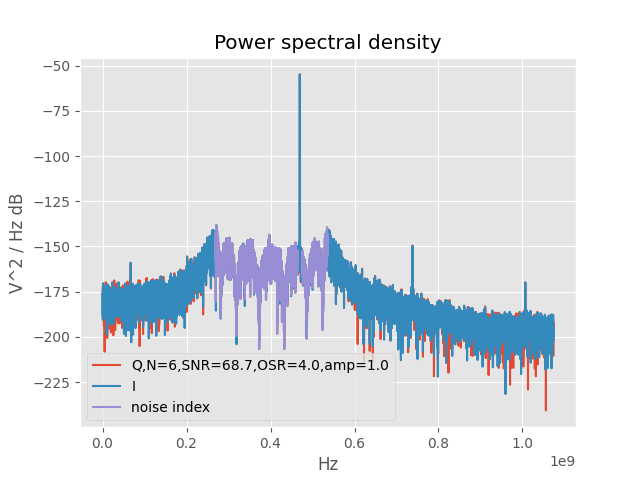 Power spectral density
−50
−75
−100
−125
−150
−175
−200
−225
V^2 / Hz dB
Q,N=6,SNR=68.7,OSR=4.0,amp=1.0
I
noise index
0.0 0.2 0.4 0.6 0.8 1.0
1e9
Hz